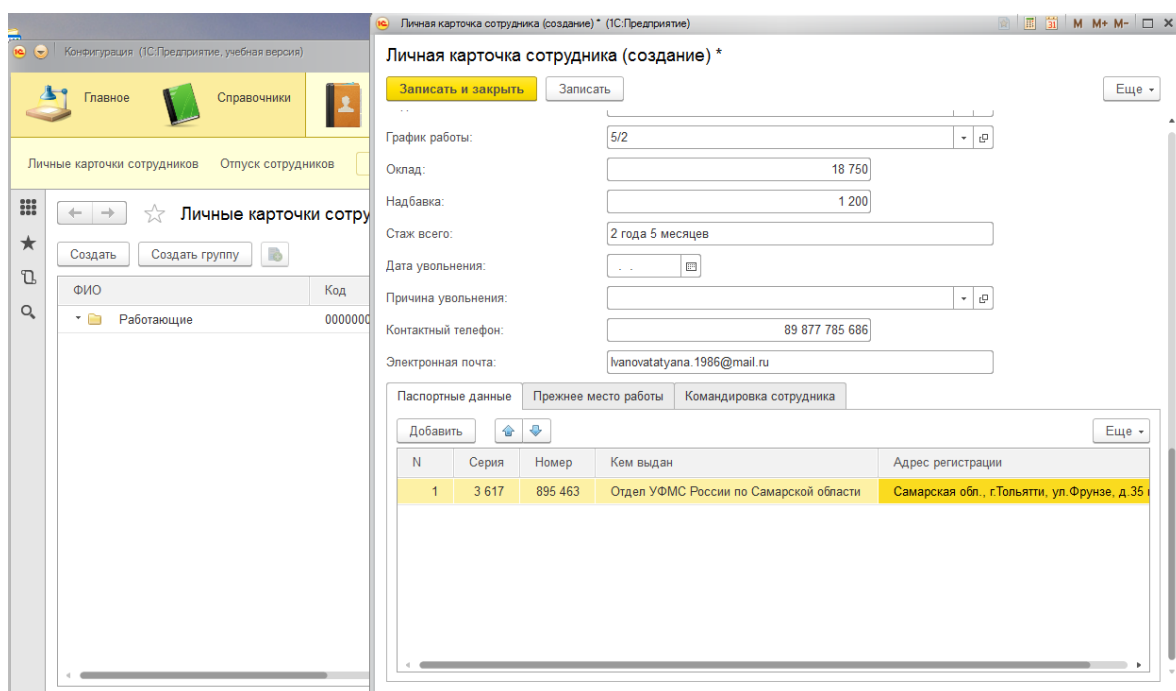 Конфигурация (1С:Предприятие, учебная версия)
Главное
Справочники
Личные карточки сотрудников
Отпуск сотрудников
Личные карточки сотру
Создать
Создать группу
ФИО
Код
Работающие
0000000
Личная карточка сотрудника (создание) * (1С:Предприятие)
31
M M+ M-
Личная карточка сотрудника (создание) *
Записать и закрыть
Записать
Еще
График работы:
5/2
Оклад:
18 750
Надбавка:
1 200
Стаж всего:
2 года 5 месяцев
Дата увольнения:
. .
Причина увольнения:
Контактный телефон:
89 877 785 686
Электронная почта:
Ivanovatatyana.1986@mail.ru
Паспортные данные
Прежнее место работы
Командировка сотрудника
Добавить
Еще
N Серия Номер Кем выдан Адрес регистрации
1 3 617 895 463 Отдел УФМС России по Самарской области Самарская обл., г.Тольятти, ул.Фрунзе, д.35